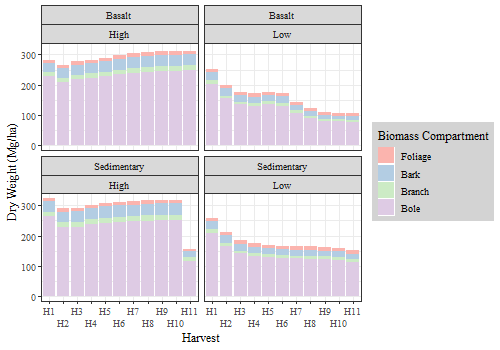 Basalt
Basalt
High
Low
300
200
100
0
Sedimentary
Sedimentary
High
Low
300
200
100
0
H1 H3 H5 H7 H9 H11
H2 H4 H6 H8 H10
H1 H3 H5 H7 H9 H11
H2 H4 H6 H8 H10
Harvest
Dry Weight (Mg/ha)
Biomass Compartment
Foliage
Bark
Branch
Bole